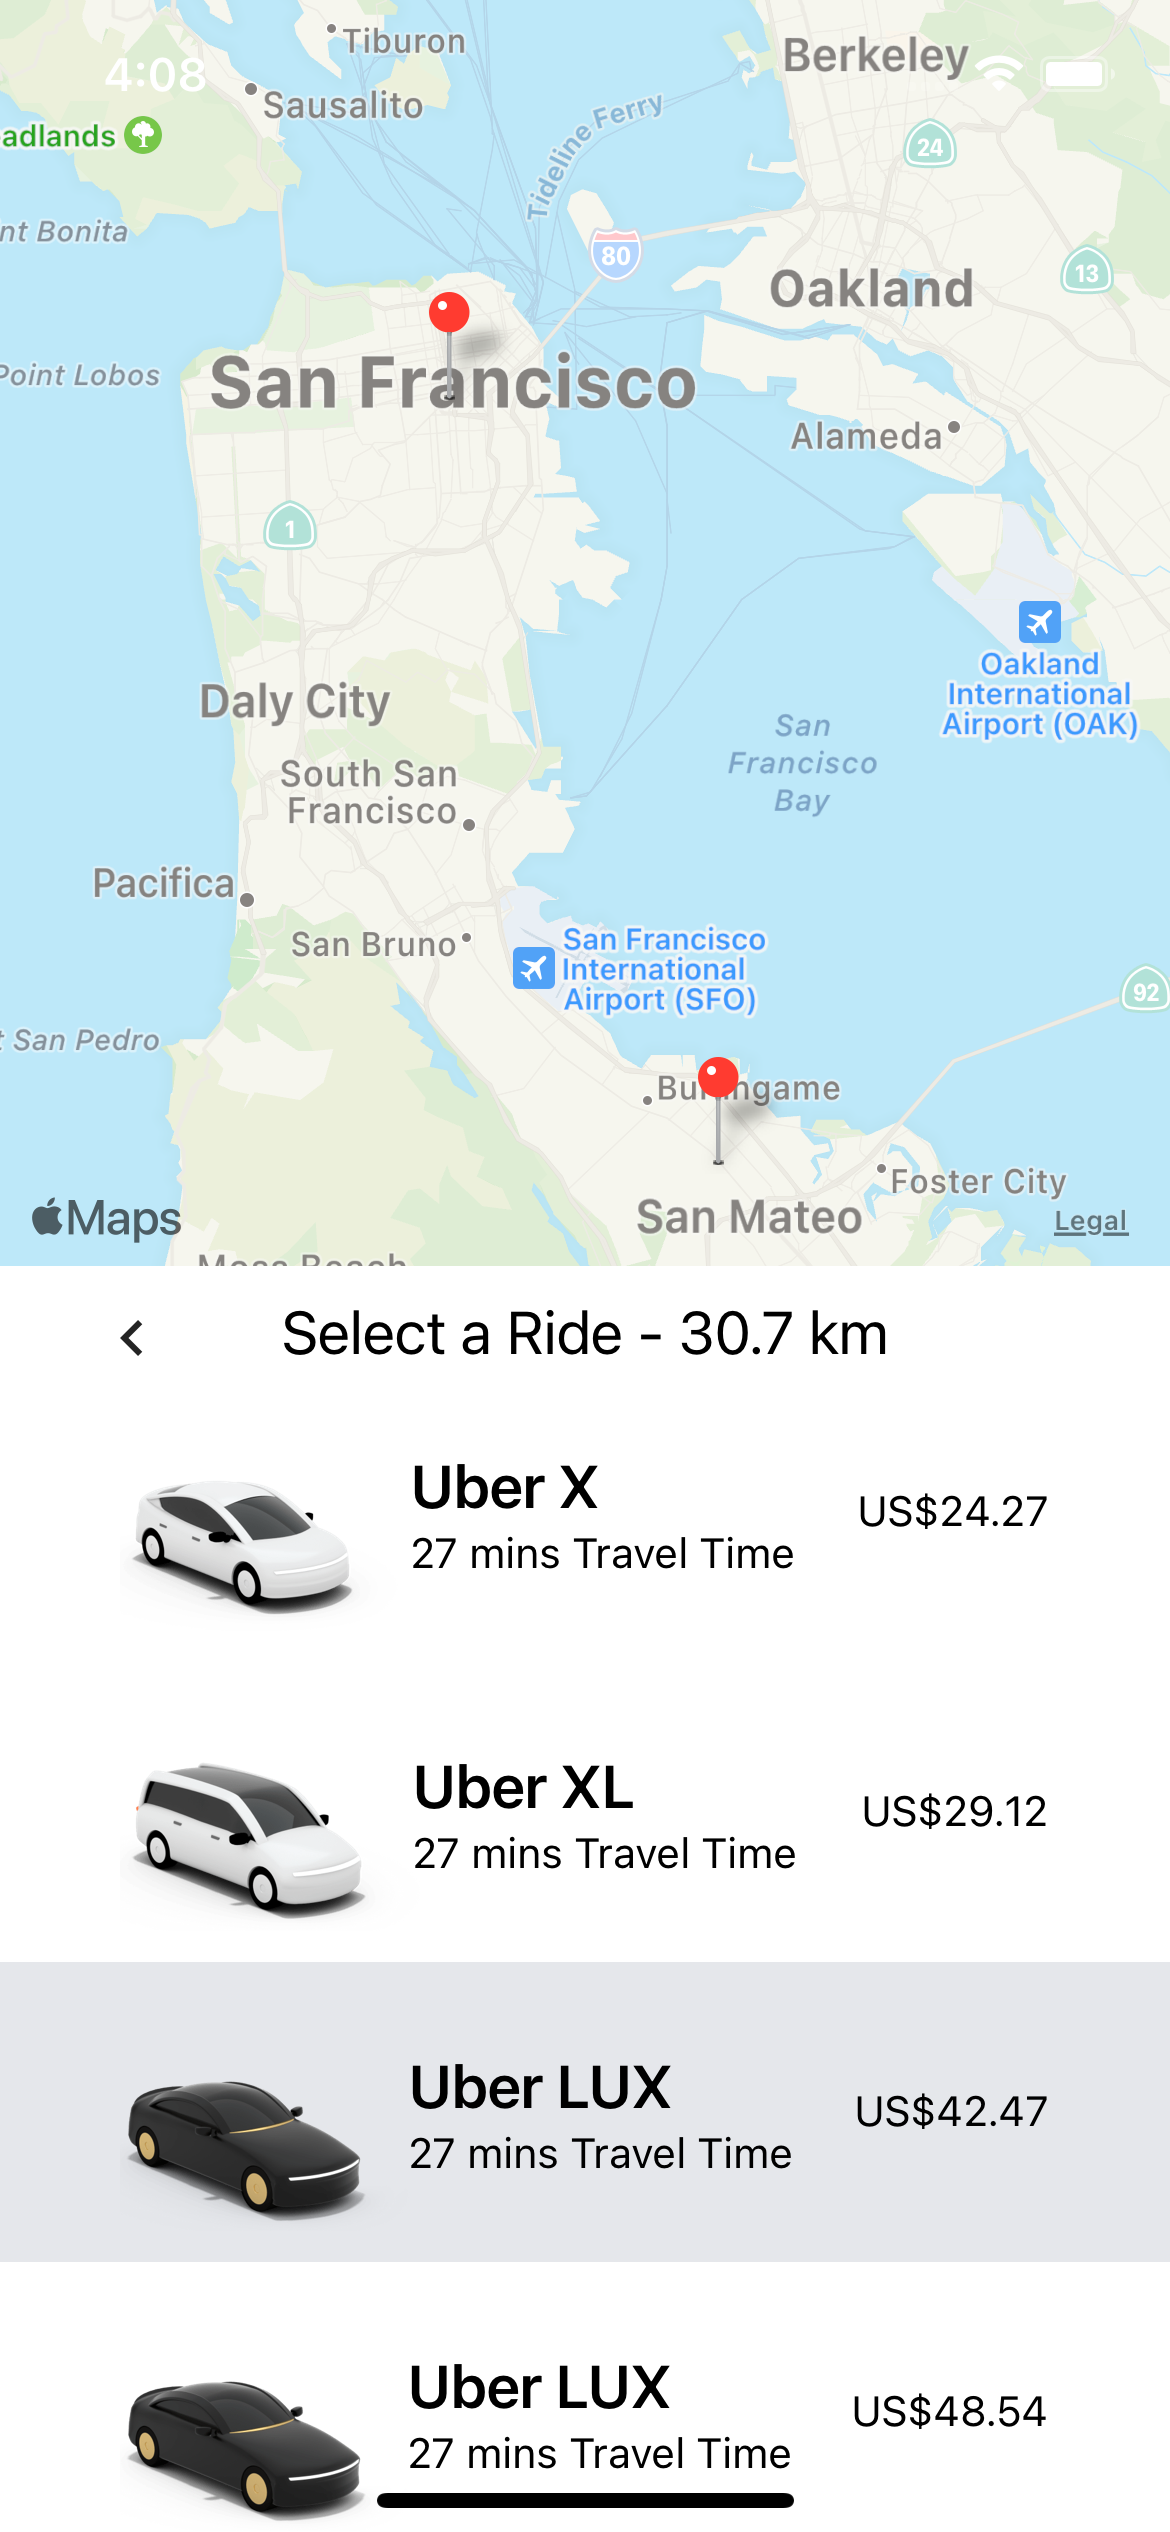 Tiburon
Berkeley
4:08
Sausalito
adlands
24
Tideline Ferry
nt Bonita
80
13
Oakland
Point Lobos
San Francisco
Alameda
1
Oakland
International
Airport (OAK)
Daly City
San
Francisco
Bay
South San
Francisco
Pacifica
San Bruno
San Francisco
International
Airport (SFO)
92
t San Pedro
Foster City
San Mateo
Maps
Legal
Select a Ride - 30.7 km
Uber X
27 mins Travel Time
US$24.27
Uber XL
27 mins Travel Time
US$29.12
Uber LUX
27 mins Travel Time
US$42.47
Uber LUX
27 mins Travel Time
US$48.54